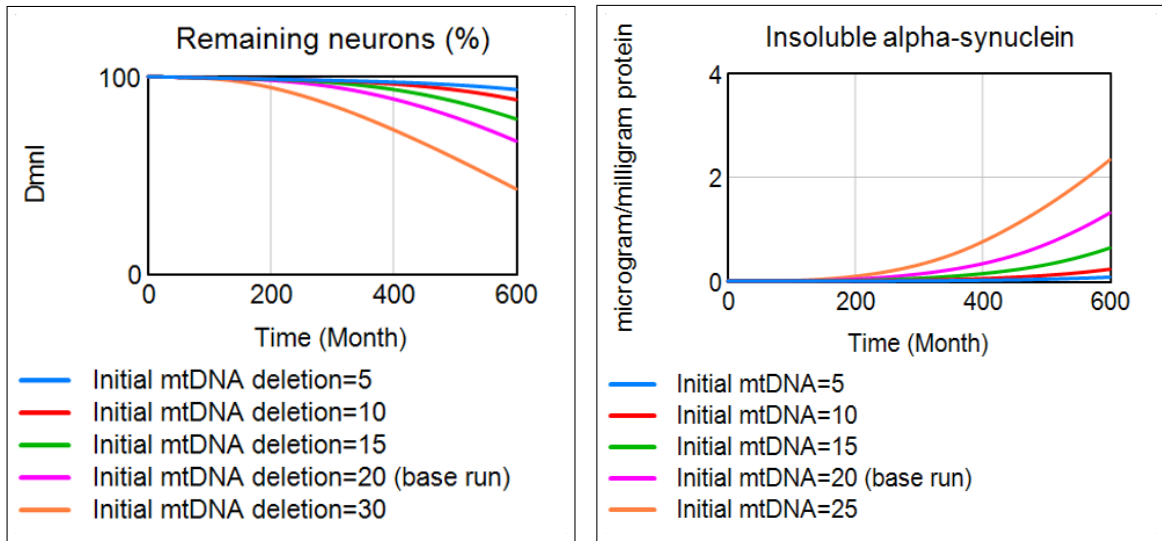 Remaining neurons (%)
100
0
Dmnl
0 200 400 600
Time (Month)
Initial mtDNA deletion=5
Initial mtDNA deletion=10
Initial mtDNA deletion=15
Initial mtDNA deletion=20 (base run)
Initial mtDNA deletion=30
Insoluble alpha-synuclein
microgram/milligram protein
4
2
0
0 200 400 600
Time (Month)
Initial mtDNA=5
Initial mtDNA=10
Initial mtDNA=15
Initial mtDNA=20 (base run)
Initial mtDNA=25